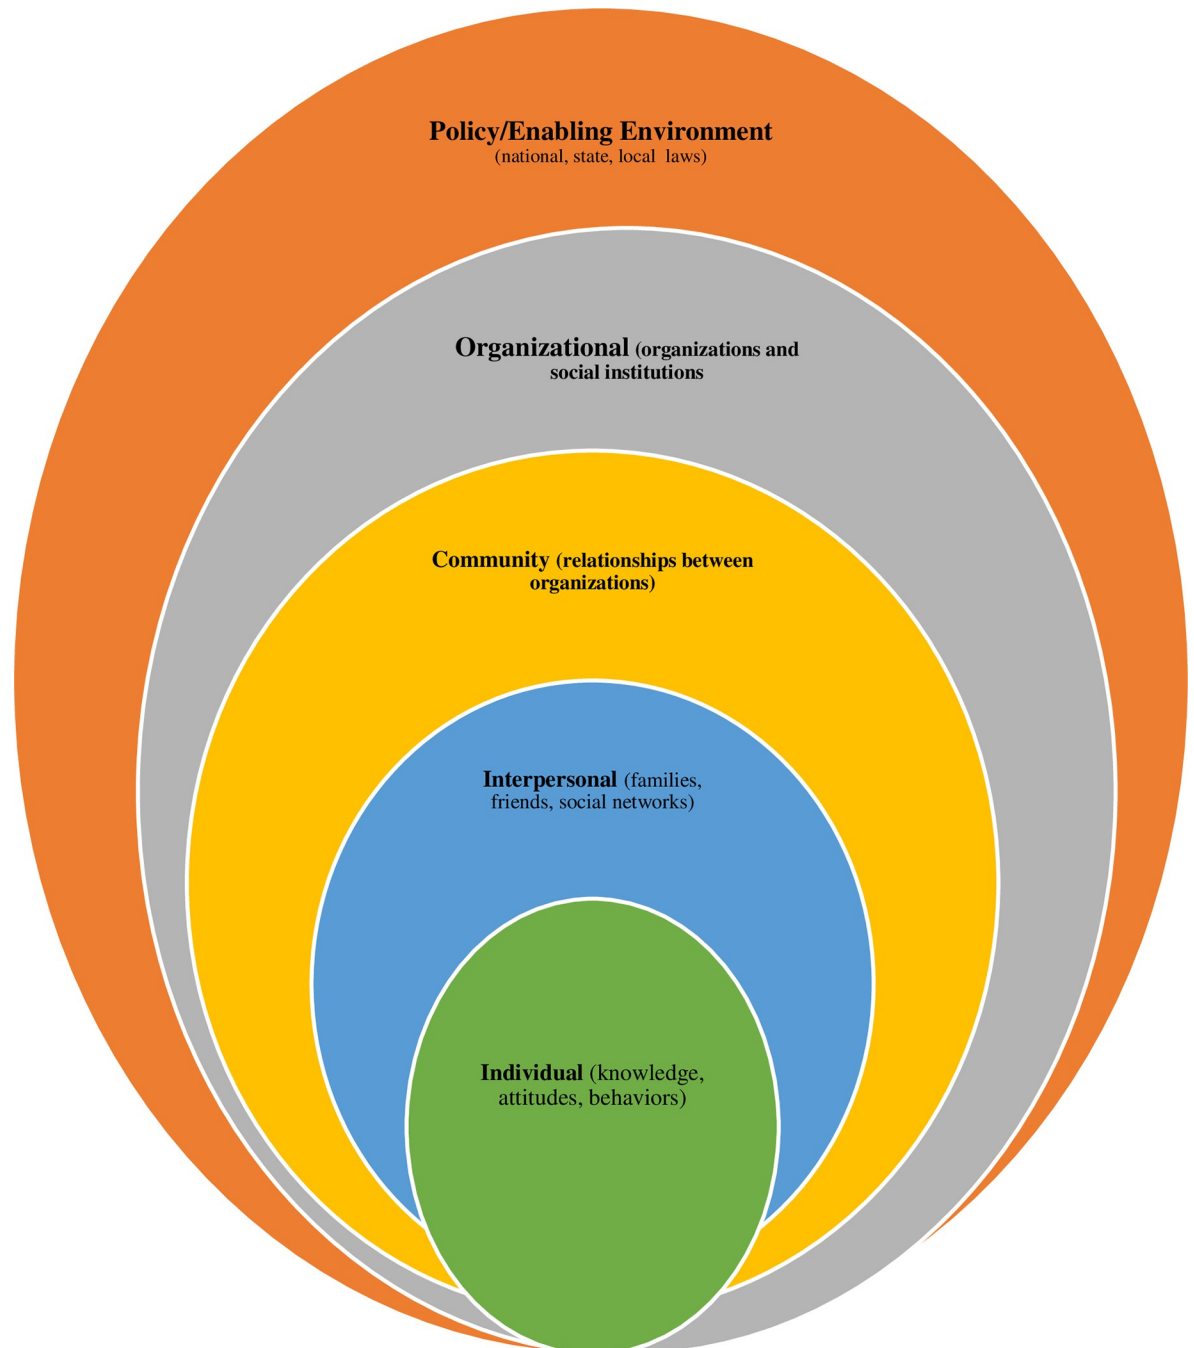 Policy/Enabling Environment
(national, state, local  laws)
Organizational (organizations and
social institutions
Community (relationships between
organizations)
Interpersonal (families,
friends, social networks)
Individual (knowledge,
attitudes, behaviors)